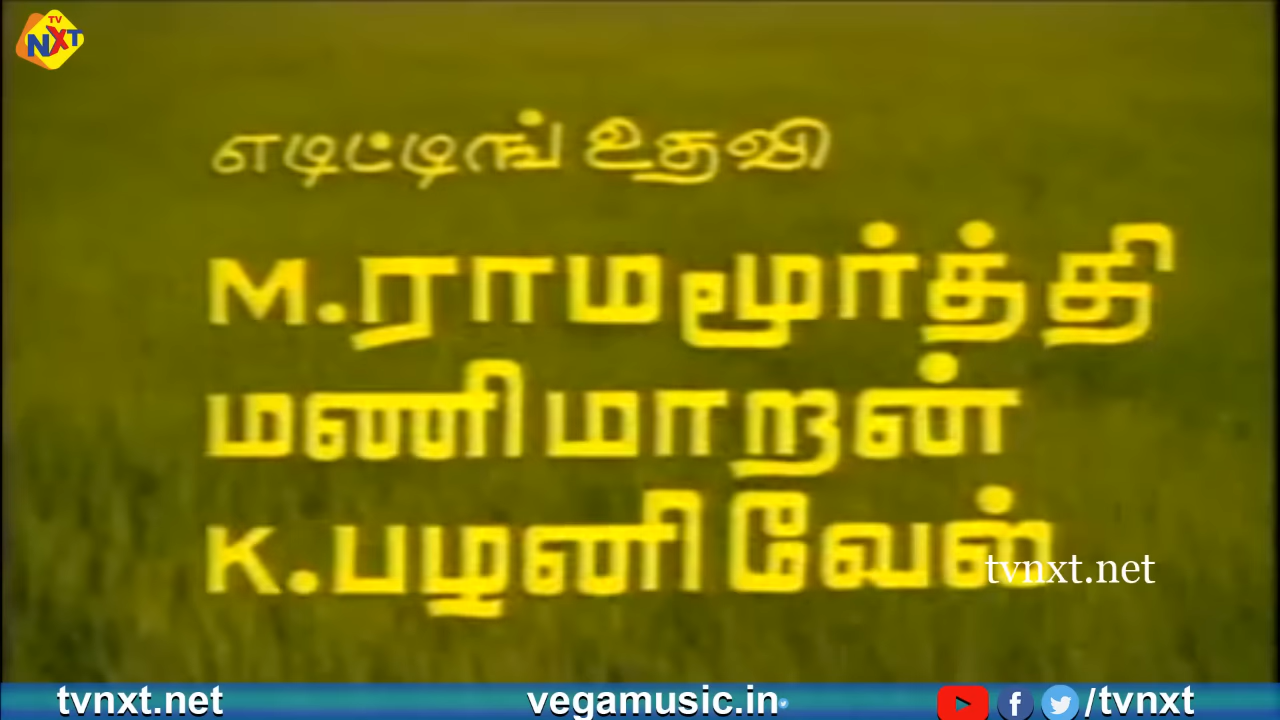 TV NXT
எடிட்டிங் உதவி
M.ராமமூர்த்தி
மணிமாறன்
K.பழனிவேல்
tvnxt.net
tvnxt.net vegamusic.in /tvnxt